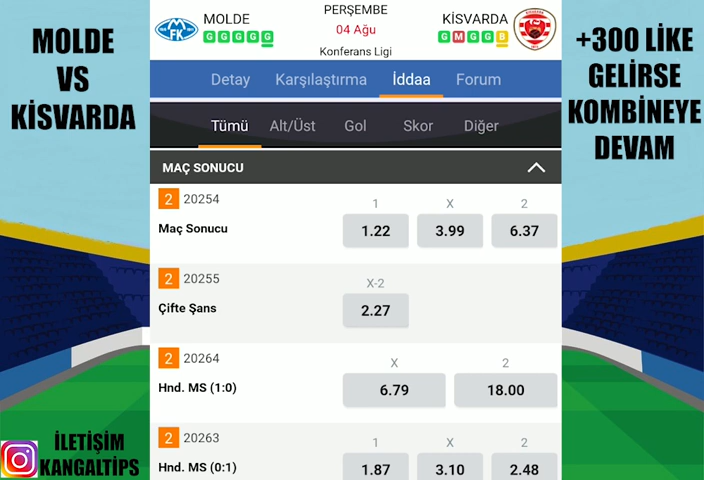 MOLDE
VS
KİSVARDA
MOLDE
G G G G G
PERŞEMBE
04 Ağu
Konferans Ligi
KİSVARDA
G M G G B
Detay Karşılaştırma İddaa Forum
Tümü Alt/Üst Gol Skor Diğer
MAÇ SONUCU
2 20254
Maç Sonucu
1 X 2
1.22 3.99 6.37
2 20255
Çifte Şans
X-2
2.27
2 20264
Hnd. MS (1:0)
X 2
6.79 18.00
2 20263
Hnd. MS (0:1)
1 X 2
1.87 3.10 2.48
+300 LİKE
GELİRSE
KOMBİNEYE
DEVAM
İLETİŞİM
KANGALTİPS